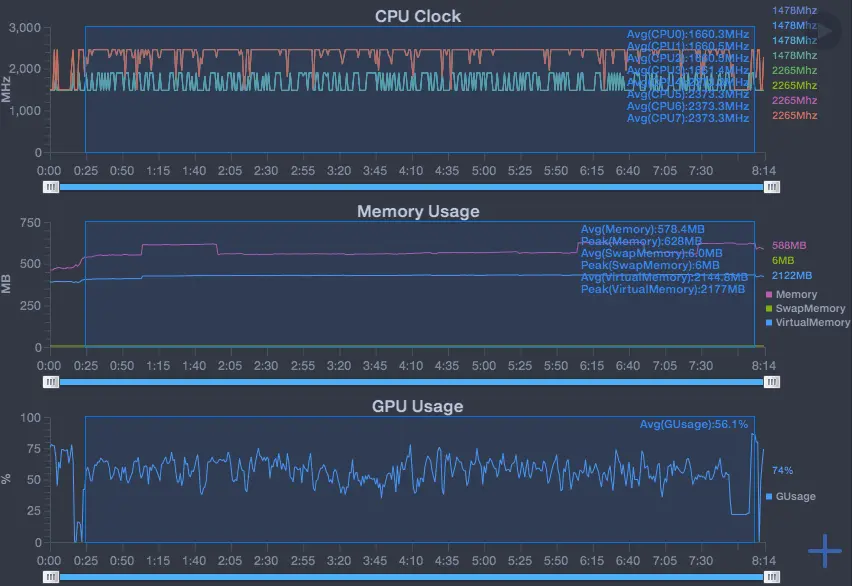 CPU Clock
3,000
2,000
1,000
0
MHz
Avg(CPU0):1660.3MHz
Avg(CPU1):1660.5MHz
Avg(CPU5):2373.3MHz
Avg(CPU6):2373.3MHz
Avg(CPU7):2373.3MHz
1478Mhz
1478Mhz
1478Mhz
1478Mhz
2265Mhz
2265Mhz
2265Mhz
2265Mhz
0:00 0:25 0:50 1:15 1:40 2:05 2:30 2:55 3:20 3:45 4:10 4:35 5:00 5:25 5:50 6:15 6:40 7:05 7:30 8:14
Memory Usage
750
500
250
0
MB
Avg(Memory):578.4MB
Peak(Memory):628MB
Avg(SwapMemory):6.0MB
Peak(SwapMemory):6MB
Avg(VirtualMemory):2144.8MB
Peak(VirtualMemory):2177MB
588MB
6MB
2122MB
Memory
SwapMemory
VirtualMemory
0:00 0:25 0:50 1:15 1:40 2:05 2:30 2:55 3:20 3:45 4:10 4:35 5:00 5:25 5:50 6:15 6:40 7:05 7:30 8:14
GPU Usage
100
75
50
25
0
%
Avg(GUsage):56.1%
74%
GUsage
0:00 0:25 0:50 1:15 1:40 2:05 2:30 2:55 3:20 3:45 4:10 4:35 5:00 5:25 5:50 6:15 6:40 7:05 7:30 8:14